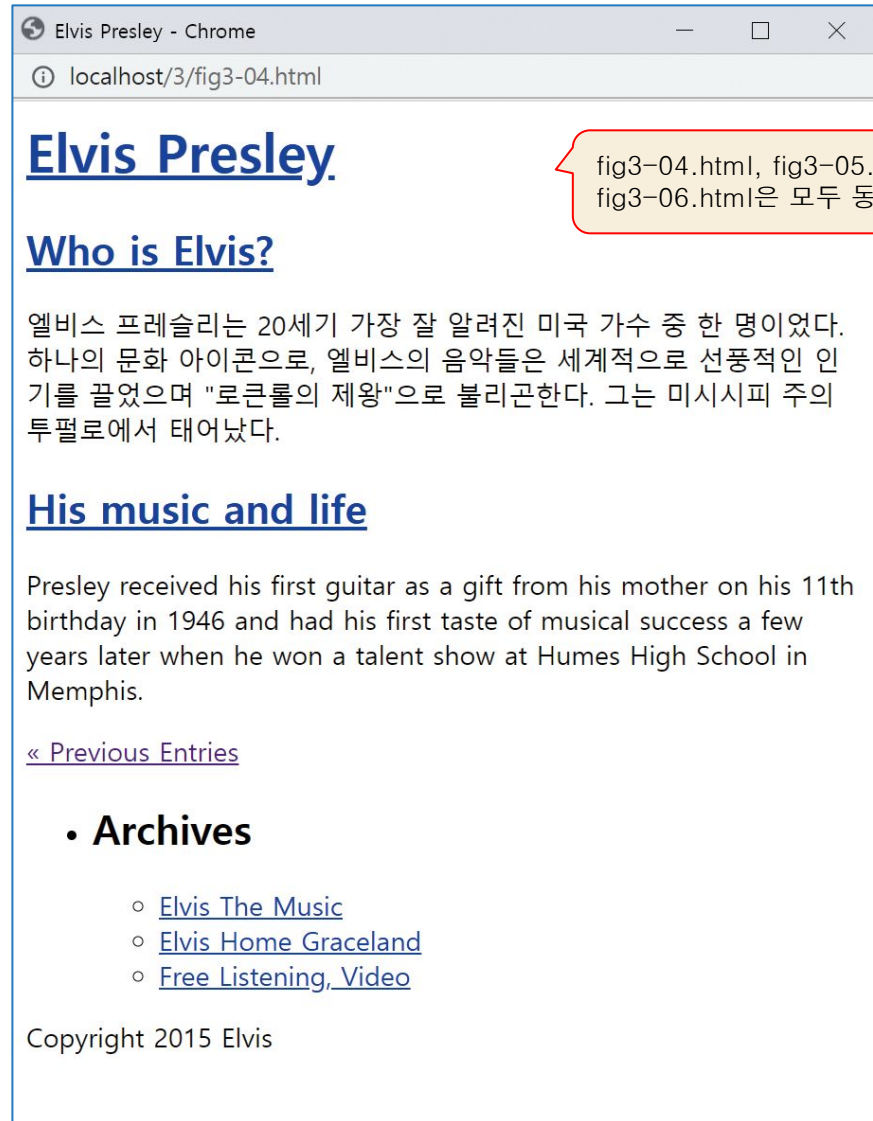 Elvis Presley - Chrome
localhost/3/fig3-04.html
Elvis Presley
fig3-04.html, fig3-05.
fig3-06.html은 모두 동
Who is Elvis?
엘비스 프레슬리는 20세기 가장 잘 알려진 미국 가수 중 한 명이었다.
하나의 문화 아이콘으로, 엘비스의 음악들은 세계적으로 선풍적인 인
기를 끌었으며 "로큰롤의 제왕"으로 불리곤한다. 그는 미시시피 주의
투펄로에서 태어났다.
His music and life
Presley received his first guitar as a gift from his mother on his 11th
birthday in 1946 and had his first taste of musical success a few
years later when he won a talent show at Humes High School in
Memphis.
« Previous Entries
• Archives
◦ Elvis The Music
◦ Elvis Home Graceland
◦ Free Listening, Video
Copyright 2015 Elvis